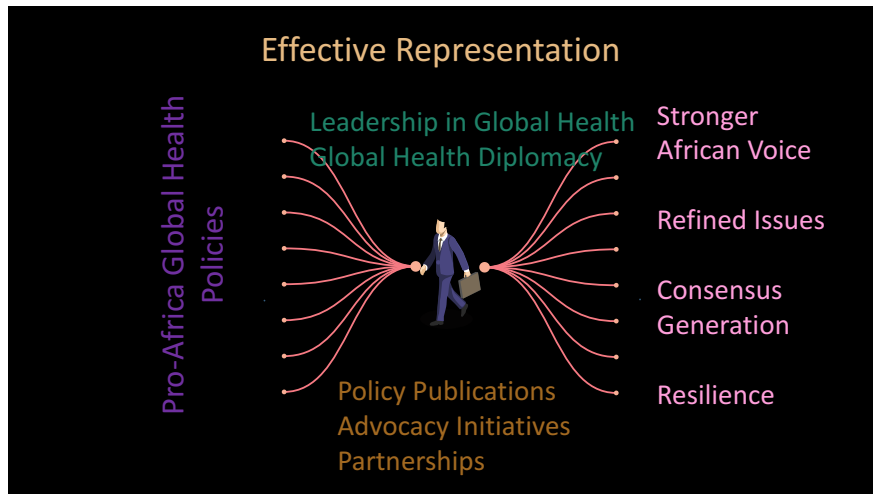 Effective Representation
Pro-Africa Global Health
Policies
Leadership in Global Health
Global Health Diplomacy
Stronger
African Voice
Refined Issues
Consensus
Generation
Resilience
Policy Publications
Advocacy Initiatives
Partnerships